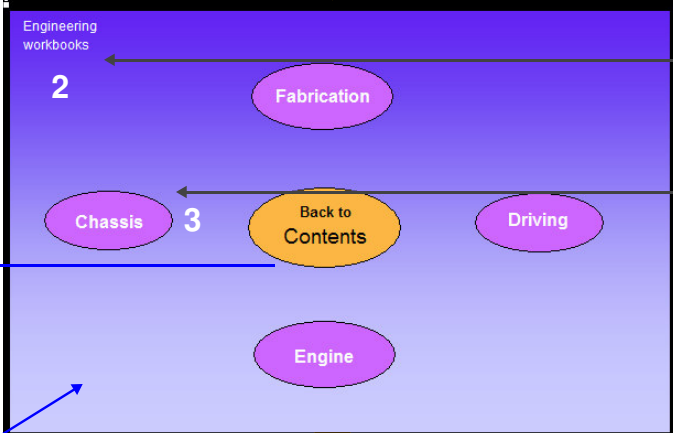 Engineering
workbooks
2
Fabrication
Chassis
3
Back to
Contents
Driving
Engine